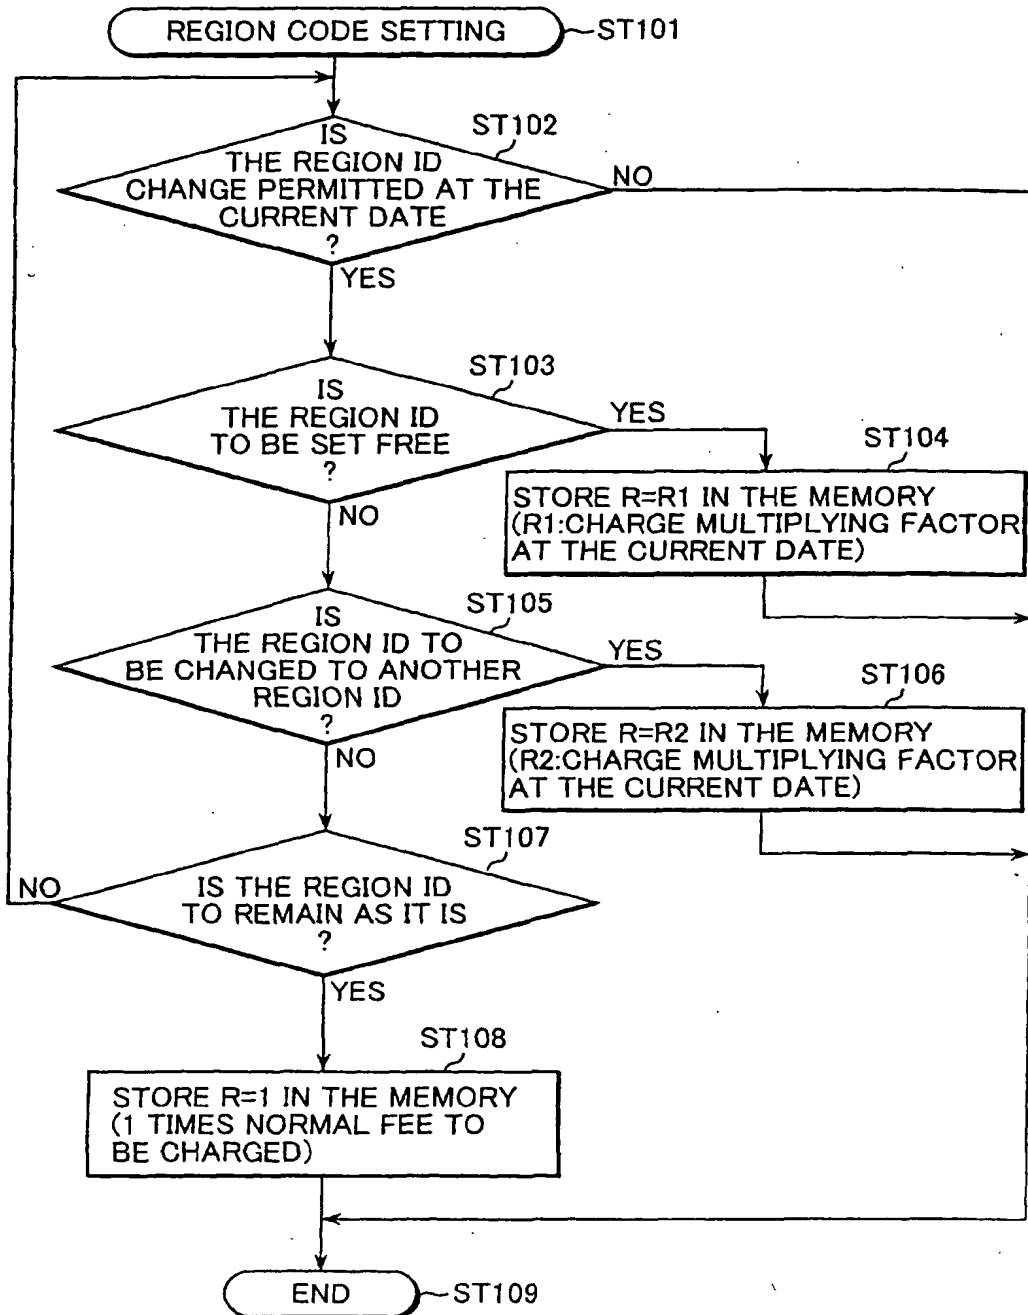 REGION CODE SETTING
ST101
ST102
IS
THE REGION ID
CHANGE PERMITTED AT THE
CURRENT DATE
?
NO
YES
ST103
IS
THE REGION ID
TO BE SET FREE
?
YES
NO
ST104
STORE R=R1 IN THE MEMORY
(R1:CHARGE MULTIPLYING FACTOR
AT THE CURRENT DATE)
ST105
IS
THE REGION ID TO
BE CHANGED TO ANOTHER
REGION ID
?
YES
NO
ST106
STORE R=R2 IN THE MEMORY
(R2:CHARGE MULTIPLYING FACTOR
AT THE CURRENT DATE)
ST107
NO
IS THE REGION ID
TO REMAIN AS IT IS
?
YES
ST108
STORE R=1 IN THE MEMORY
(1 TIMES NORMAL FEE TO
BE CHARGED)
END
ST109